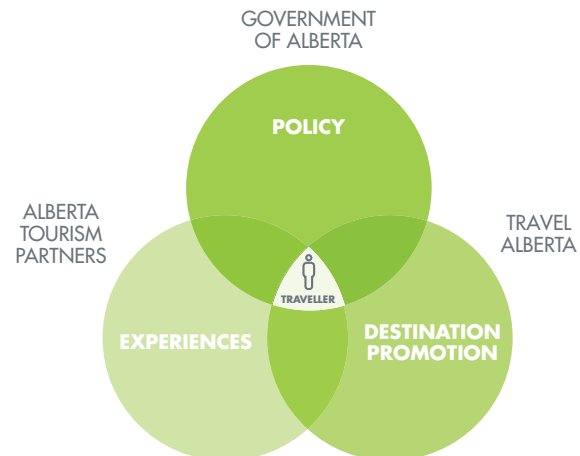 GOVERNMENT
OF ALBERTA
POLICY
ALBERTA
TOURISM
PARTNERS
TRAVEL
ALBERTA
TRAVELLER
EXPERIENCES
DESTINATION
PROMOTION